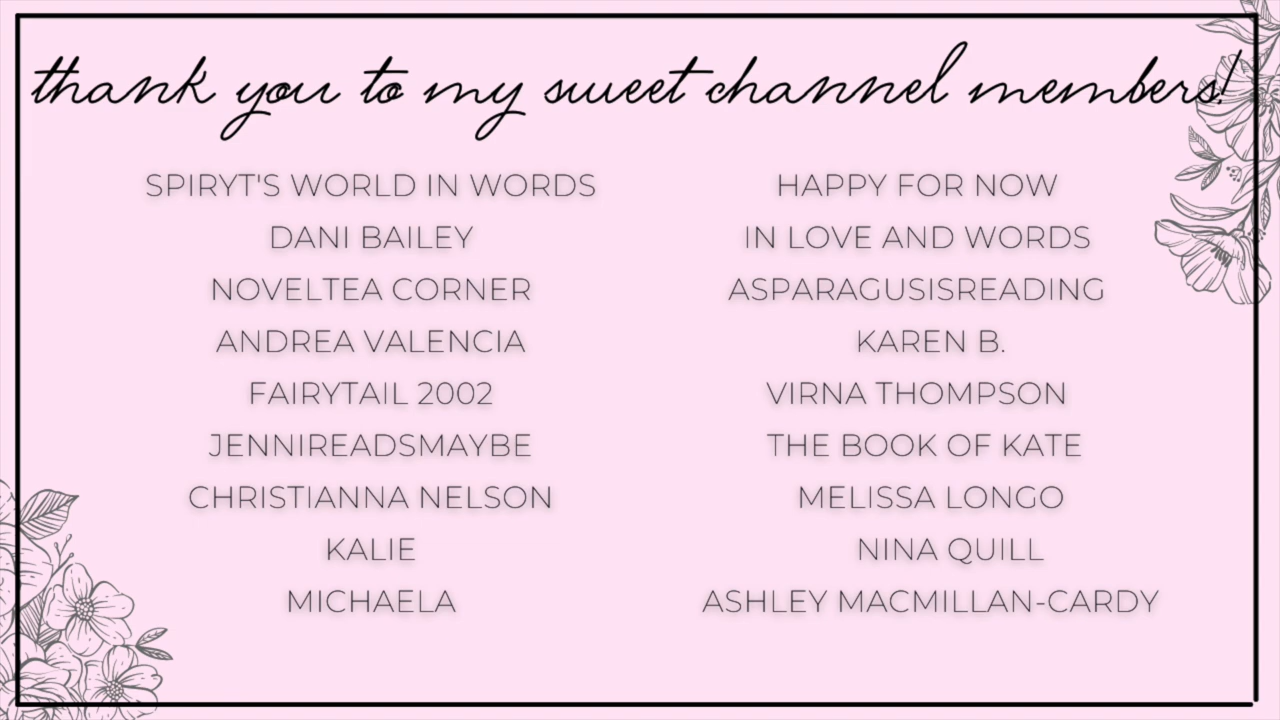 thank you to my sweet channel members!
SPIRYT'S WORLD IN WORDS
DANI BAILEY
NOVELTEA CORNER
ANDREA VALENCIA
FAIRYTAIL 2002
JENNIREADSMAYBE
CHRISTIANNA NELSON
KALIE
MICHAELA
HAPPY FOR NOW
IN LOVE AND WORDS
ASPARAGUSISREADING
KAREN B.
VIRNA THOMPSON
THE BOOK OF KATE
MELISSA LONGO
NINA QUILL
ASHLEY MACMILLAN-CARDY